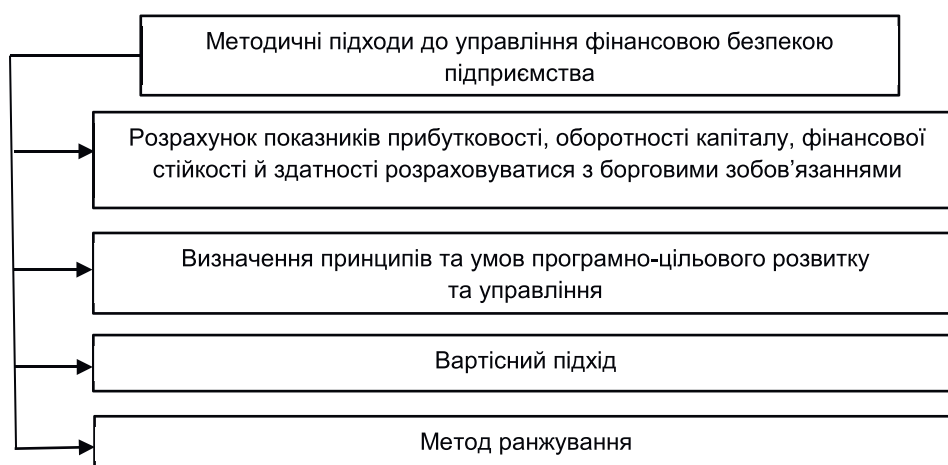 Методичні підходи до управління фінансовою безпекою
підприємства
Розрахунок показників прибутковості, оборотності капіталу, фінансової
стійкості й здатності розраховуватися з борговими зобов’язаннями
Визначення принципів та умов програмно-цільового розвитку
та управління
Вартісний підхід
Метод ранжування